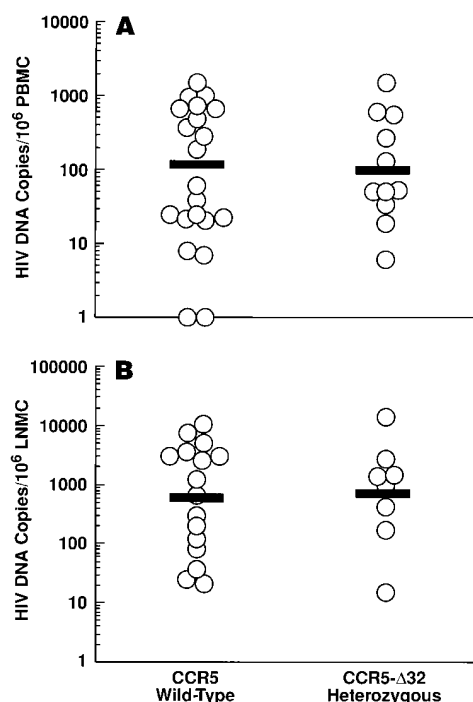 A
HIV DNA Copies/10⁶ PBMC
10000
1000
100
10
1
B
HIV DNA Copies/10⁶ LNMC
100000
10000
1000
100
10
1
CCR5
Wild-Type
CCR5-Δ32
Heterozygous